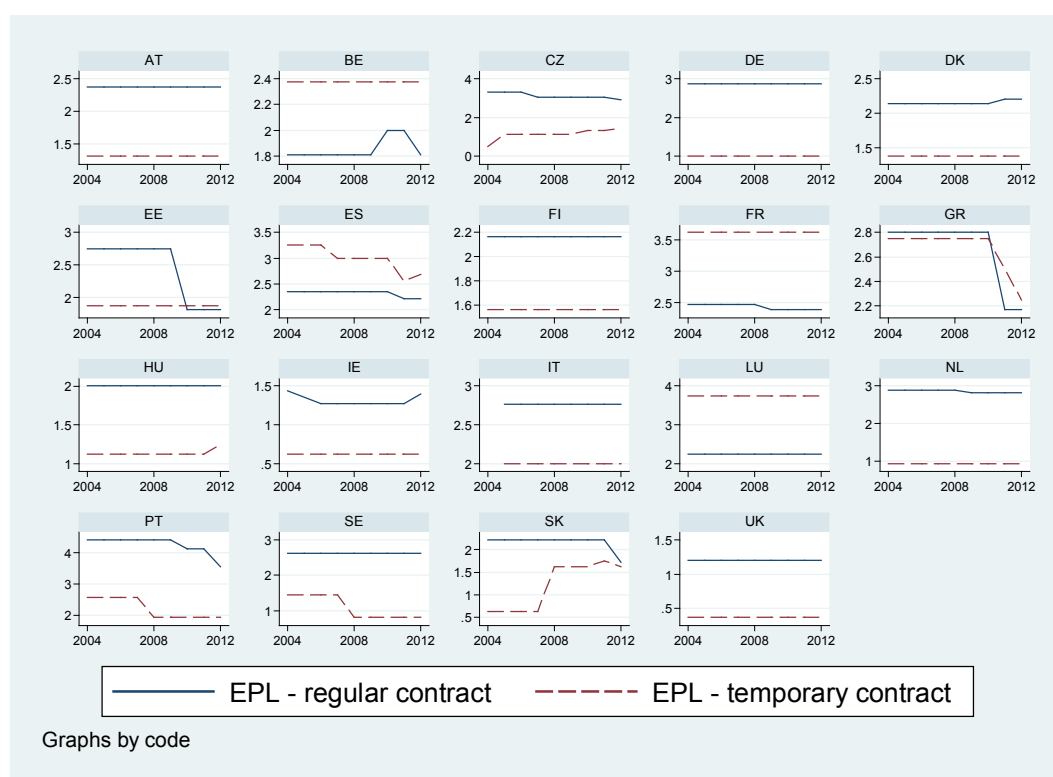 AT BE CZ DE DK
2.5 2.4 4 3 2.5
2 2.2 2 2 2
1.5 2 0 1 1.5
1.8
2004 2008 2012 2004 2008 2012 2004 2008 2012 2004 2008 2012 2004 2008 2012
EE ES FI FR GR
3 3.5 2.2 3.5 2.8
2.5 3 2 3 2.6
2 2.5 1.8 2.5 2.4
2 1.6 2.2
2004 2008 2012 2004 2008 2012 2004 2008 2012 2004 2008 2012 2004 2008 2012
HU IE IT LU NL
2 1.5 3 4 3
1.5 1 2.5 3 2
1 .5 2 2 1
2004 2008 2012 2004 2008 2012 2004 2008 2012 2004 2008 2012 2004 2008 2012
PT SE SK UK
4 3 2 1.5
3 2 1.5 1
2 1 1 .5
.5
2004 2008 2012 2004 2008 2012 2004 2008 2012 2004 2008 2012
EPL - regular contract EPL - temporary contract
Graphs by code